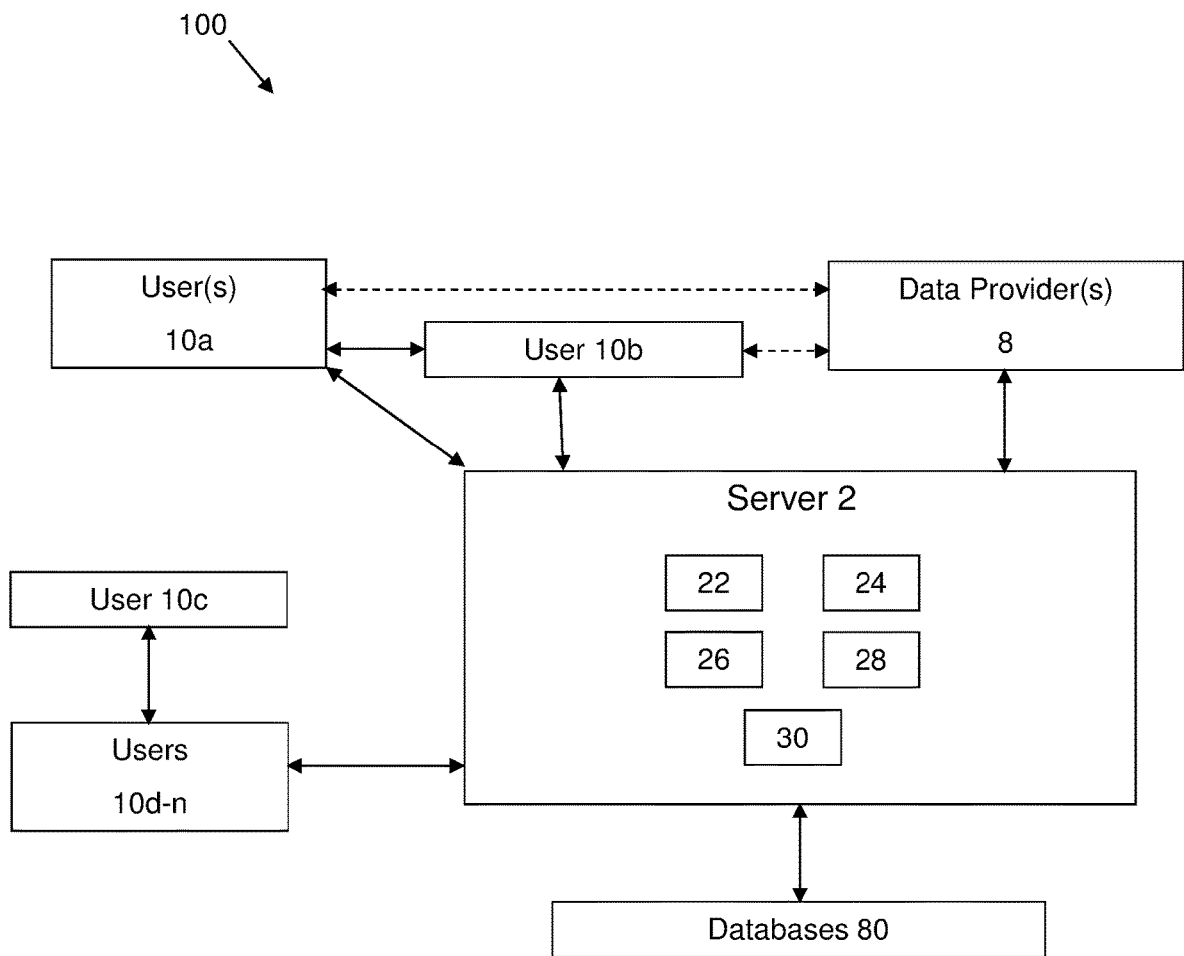 100
User(s)
10a
Data Provider(s)
8
User 10b
Server 2
22
24
26
28
30
User 10c
Users
10d-n
Databases 80